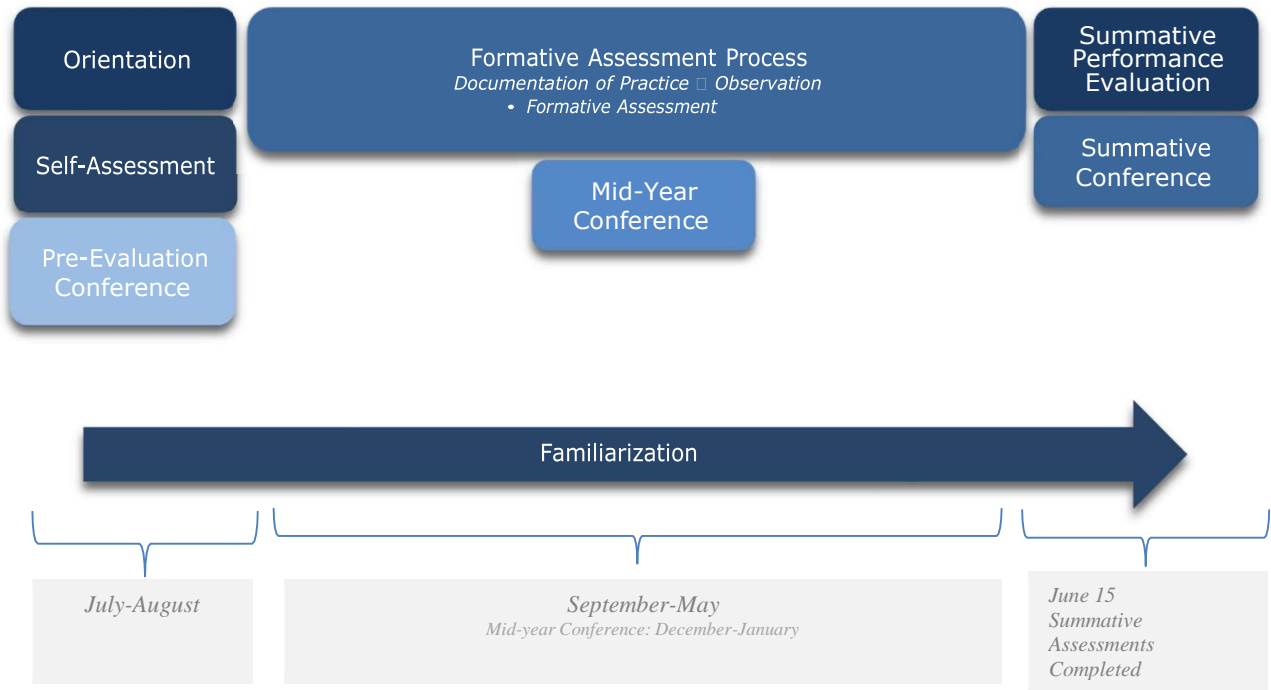 Orientation
Self-Assessment
Pre-Evaluation
Conference
Formative Assessment Process
Documentation of Practice □ Observation
• Formative Assessment
Mid-Year
Conference
Summative
Performance
Evaluation
Summative
Conference
Familiarization
July-August
September-May
Mid-year Conference: December-January
June 15
Summative
Assessments
Completed